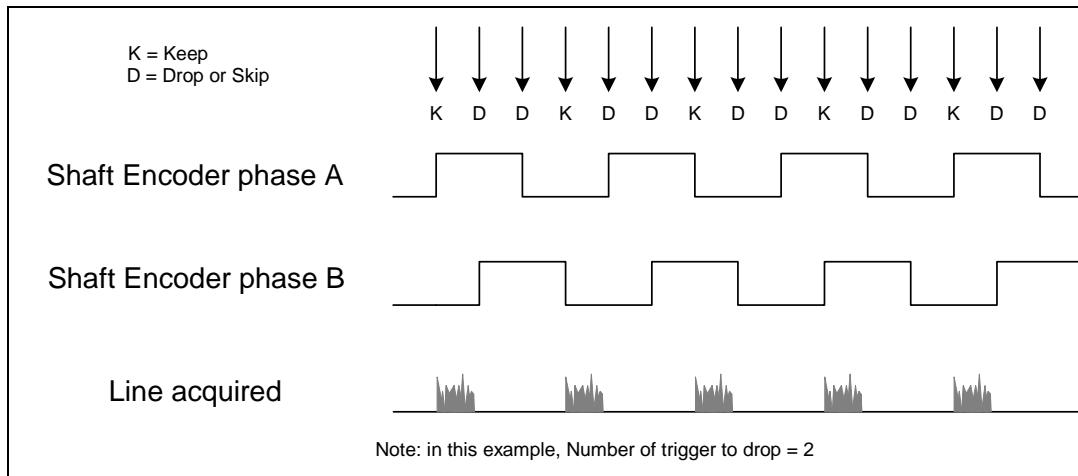 K = Keep
D = Drop or Skip
K D D K D D K D D K D D K D D
Shaft Encoder phase A
Shaft Encoder phase B
Line acquired
Note: in this example, Number of trigger to drop = 2